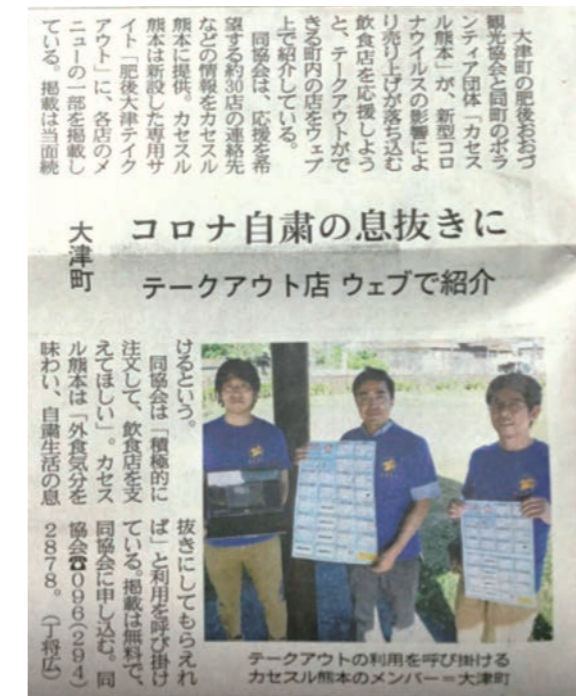 大津町の肥後おおづ
観光協会と同町のボラ
ンティア団体「カセス
ル熊本」が、新型コロ
ナウイルスの影響によ
り売り上げが落ち込む
飲食店を応援しよう
と、テークアウトがで
きる町内の店をウェブ
上で紹介している。
同協会は、応援を希
望する約30店の連絡先
などの情報をカセスル
熊本に提供。カセスル
熊本は新設した専用サ
イト「肥後大津テイク
アウト」に、各店のメ
ニューの一部を掲載し
ている。掲載は当面続
コロナ自粛の息抜きに
テークアウト店 ウェブで紹介
大津町
けるという。
同協会は「積極的に
注文して、飲食店を支
えてほしい」。カセス
ル熊本は「外食気分を
味わい、自粛生活の息
抜きにしてもらえれ
ば」と利用を呼び掛け
ている。掲載は無料で、
同協会に申し込む。同
協会☎096(294)
2878。 (丁将広)
テークアウトの利用を呼び掛ける
カセスル熊本のメンバー=大津町